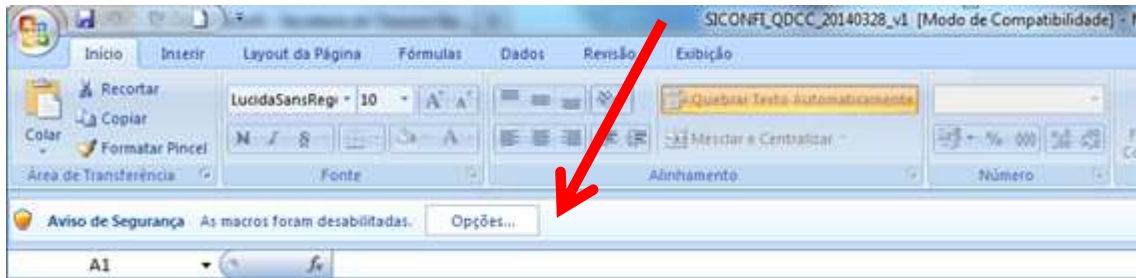 SICONFI_QDCC_20140328_v1 [Modo de Compatibilidade] -
Início Inserir Layout da Página Fórmulas Dados Revisão Exibição
Recortar
LucidaSansRegi 10 A A Quebrar Texto Automaticamente
Copiar
Colar
N I S A Mesclar e Centralizar % 000
Formatar Pincel
Área de Transferência Fonte Alinhamento Número
Aviso de Segurança As macros foram desabilitadas. Opções...
A1 fx